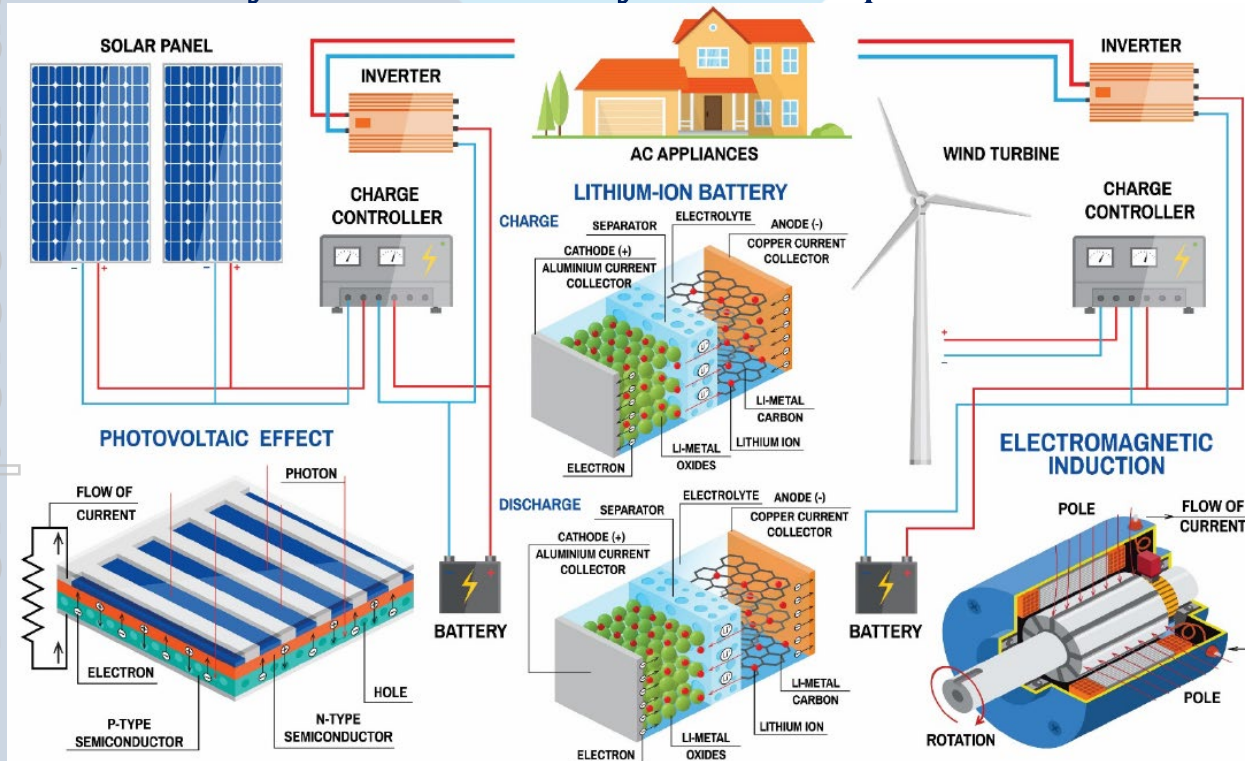 SOLAR PANEL
INVERTER
CHARGE
CONTROLLER
- +
- +
AC APPLIANCES
WIND TURBINE
INVERTER
CHARGE
CONTROLLER
+
-
LITHIUM-ION BATTERY
CHARGE
SEPARATOR
ELECTROLYTE
ANODE (-)
COPPER CURRENT
COLLECTOR
CATHODE (+)
ALUMINIUM CURRENT
COLLECTOR
LI-METAL
CARBON
LITHIUM ION
LI-METAL
OXIDES
ELECTRON
DISCHARGE
SEPARATOR
ELECTROLYTE
ANODE (-)
COPPER CURRENT
COLLECTOR
CATHODE (+)
ALUMINIUM CURRENT
COLLECTOR
LI-METAL
CARBON
LITHIUM ION
LI-METAL
OXIDES
ELECTRON
PHOTOVOLTAIC EFFECT
FLOW OF
CURRENT
PHOTON
ELECTRON
HOLE
P-TYPE
SEMICONDUCTOR
N-TYPE
SEMICONDUCTOR
BATTERY
BATTERY
ELECTROMAGNETIC
INDUCTION
POLE
FLOW OF
CURRENT
POLE
ROTATION